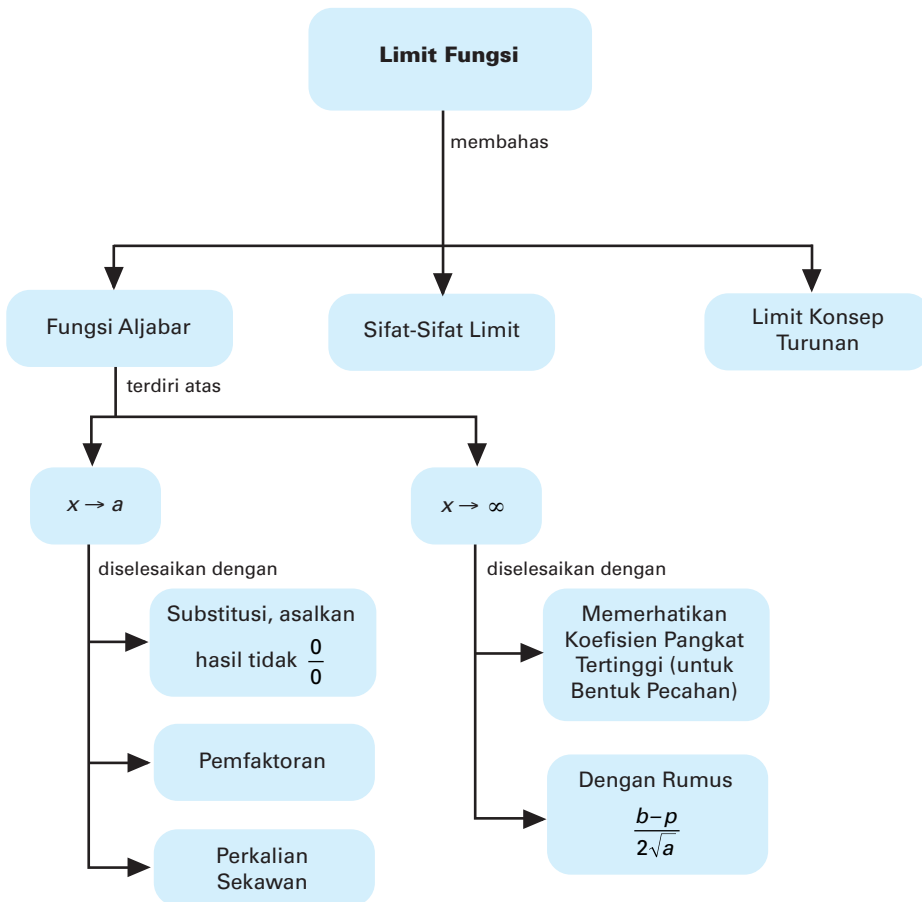 Limit Fungsi
membahas
Fungsi Aljabar
Sifat-Sifat Limit
Limit Konsep
Turunan
terdiri atas
x → a
x → ∞
diselesaikan dengan
Substitusi, asalkan
hasil tidak 0/0
Pemfaktoran
Perkalian
Sekawan
diselesaikan dengan
Memerhatikan
Koefisien Pangkat
Tertinggi (untuk
Bentuk Pecahan)
Dengan Rumus
b–p
2√a